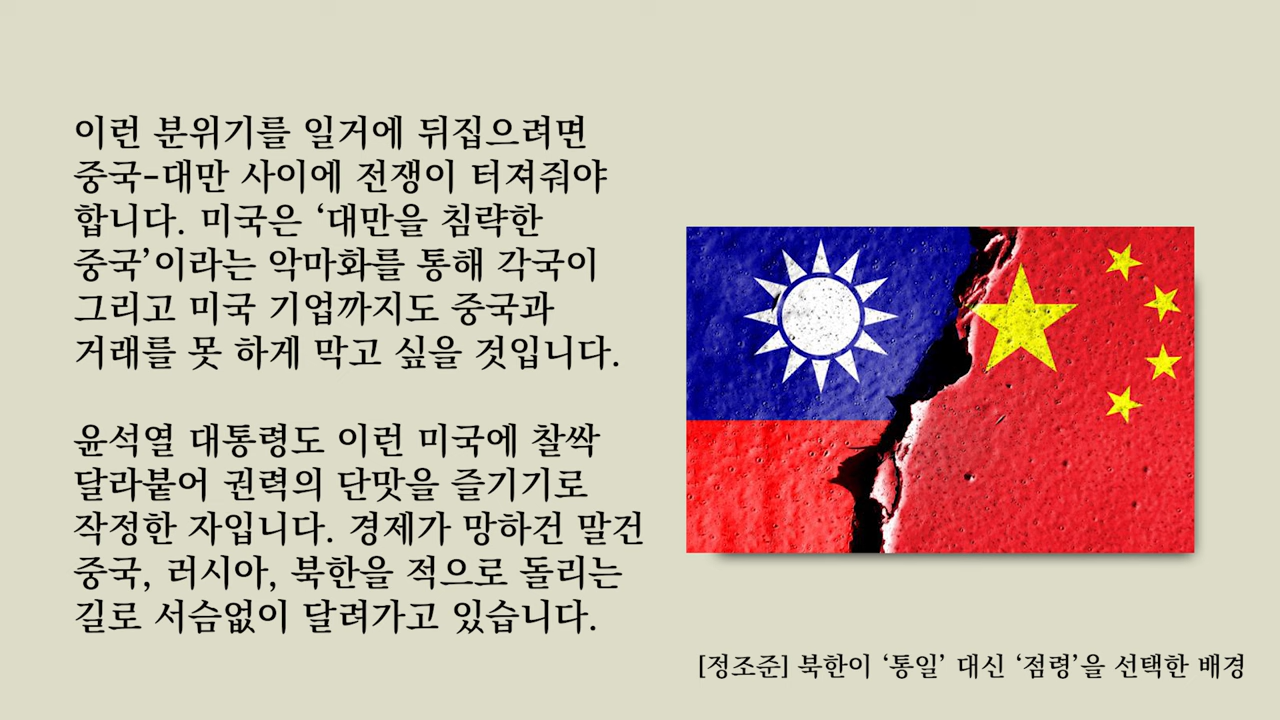 이런 분위기를 일거에 뒤집으려면
중국-대만 사이에 전쟁이 터져줘야
합니다. 미국은 ‘대만을 침략한
중국’이라는 악마화를 통해 각국이
그리고 미국 기업까지도 중국과
거래를 못 하게 막고 싶을 것입니다.
윤석열 대통령도 이런 미국에 찰싹
달라붙어 권력의 단맛을 즐기기로
작정한 자입니다. 경제가 망하건 말건
중국, 러시아, 북한을 적으로 돌리는
길로 서슴없이 달려가고 있습니다.
[정조준] 북한이 ‘통일’ 대신 ‘점령’을 선택한 배경